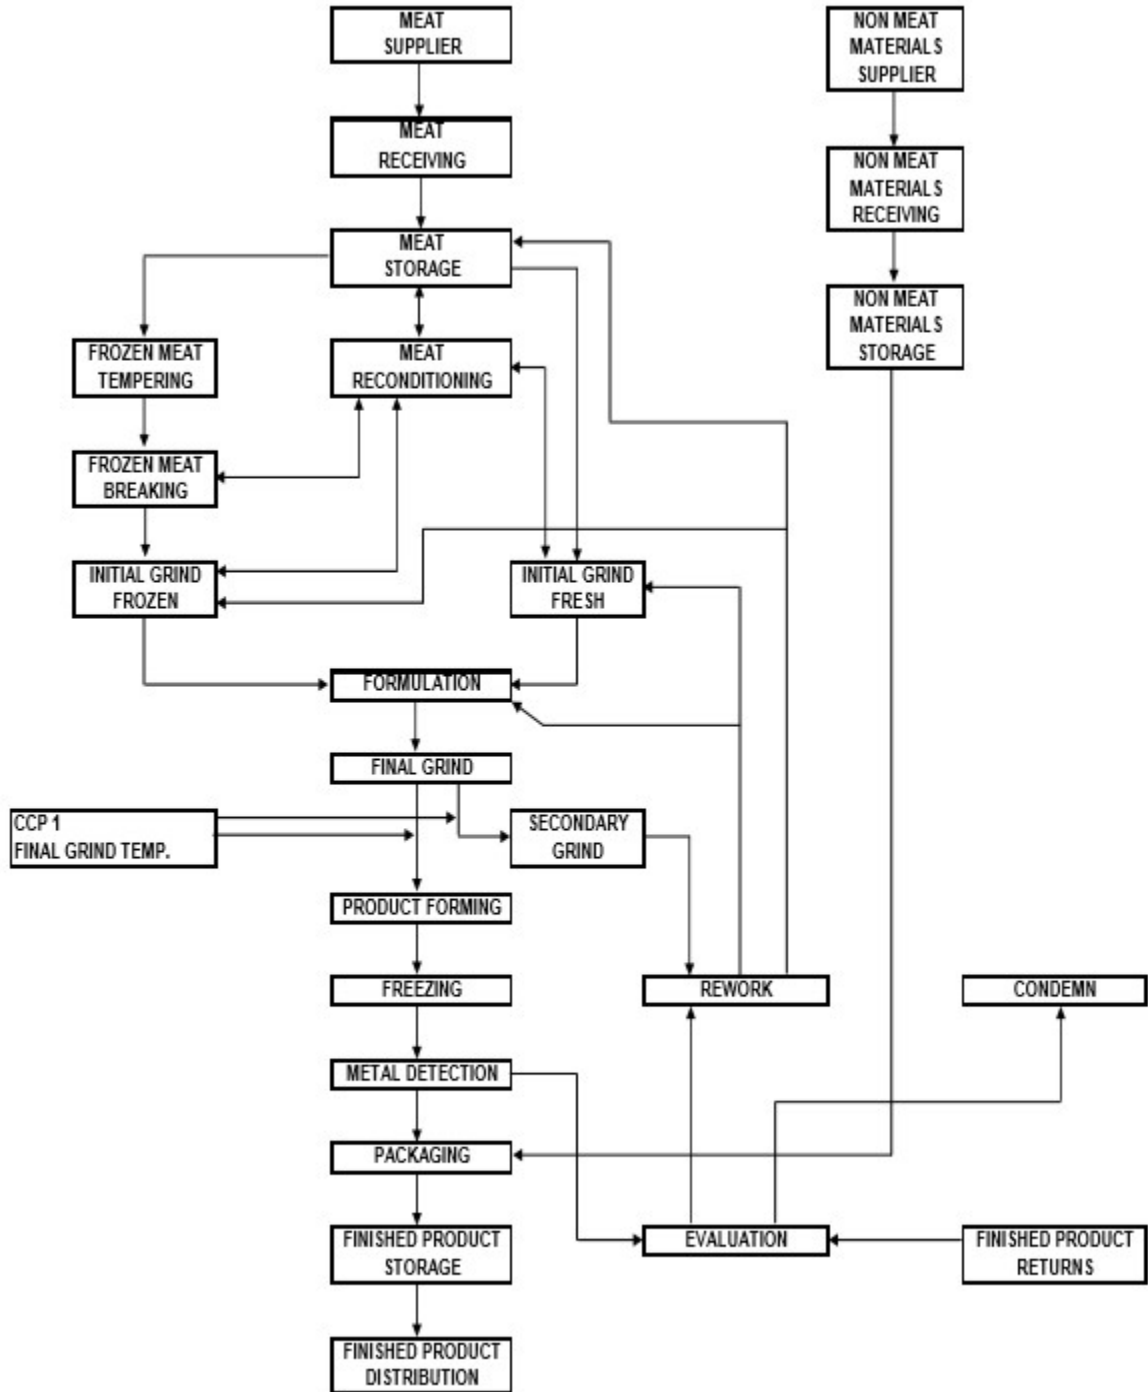 MEAT
SUPPLIER
NON MEAT
MATERIALS
SUPPLIER
MEAT
RECEIVING
NON MEAT
MATERIALS
RECEIVING
MEAT
STORAGE
NON MEAT
MATERIALS
STORAGE
FROZEN MEAT
TEMPERING
MEAT
RECONDITIONING
FROZEN MEAT
BREAKING
INITIAL GRIND
FROZEN
INITIAL GRIND
FRESH
FORMULATION
FINAL GRIND
CCP 1
FINAL GRIND TEMP.
SECONDARY
GRIND
PRODUCT FORMING
FREEZING
REWORK
CONDEMN
METAL DETECTION
PACKAGING
FINISHED PRODUCT
STORAGE
EVALUATION
FINISHED PRODUCT
RETURNS
FINISHED PRODUCT
DISTRIBUTION